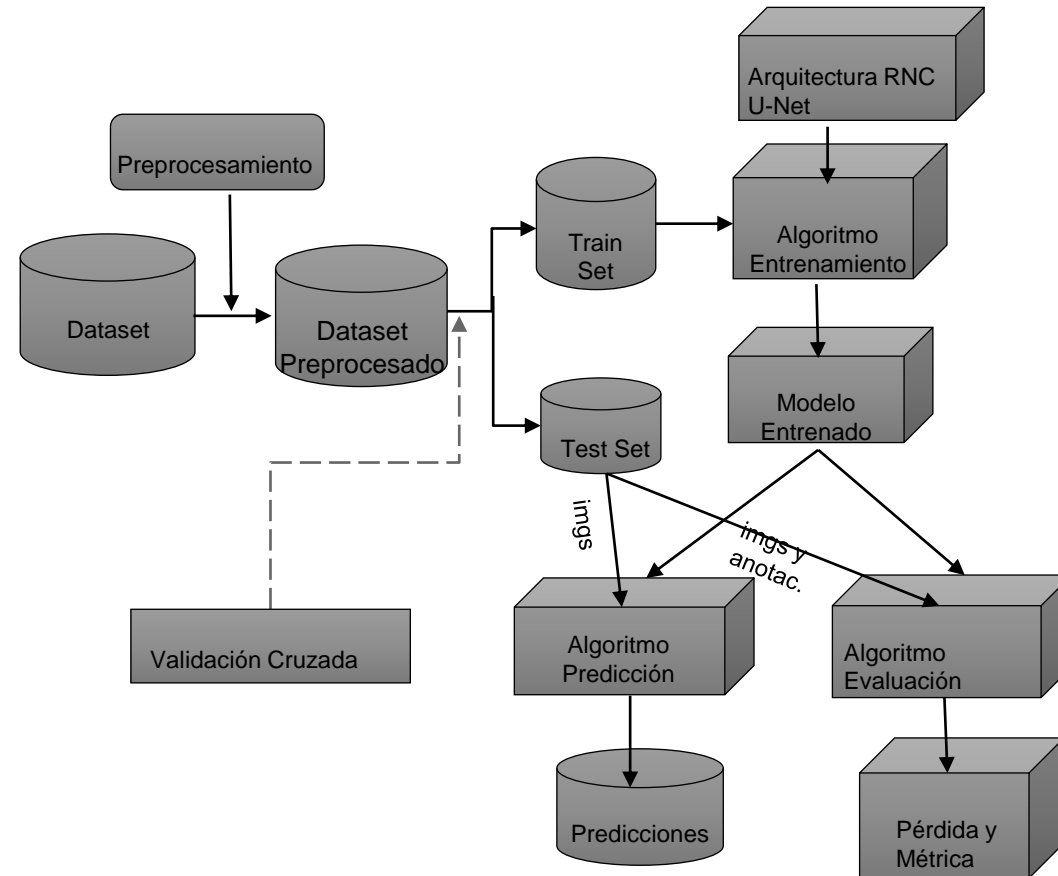 Arquitectura RNC
U-Net
Preprocesamiento
Train
Set
Algoritmo
Entrenamiento
Dataset
Dataset
Preprocesado
Modelo
Entrenado
Test Set
imgs
imgs y
anotac.
Validación Cruzada
Algoritmo
Predicción
Algoritmo
Evaluación
Predicciones
Pérdida y
Métrica